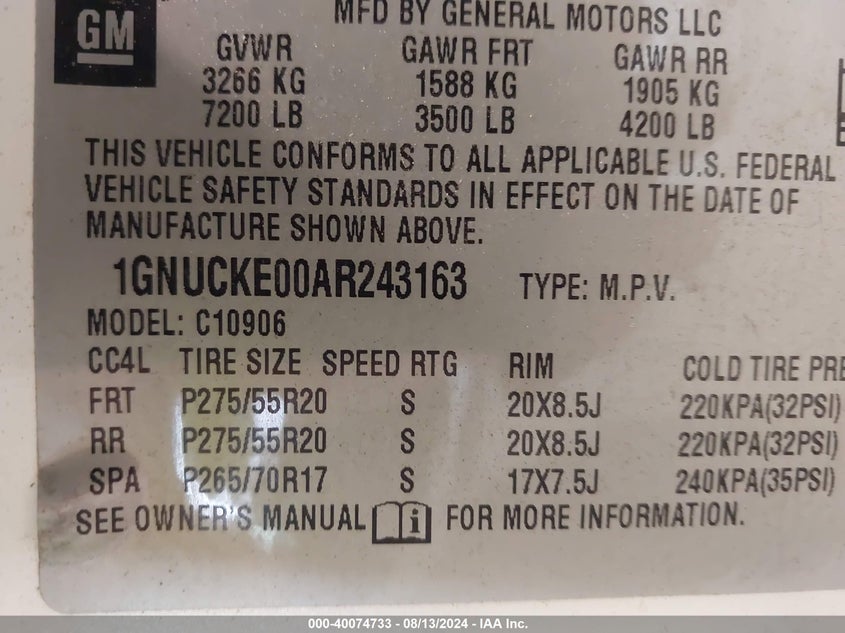 GM
MFD BY GENERAL MOTORS LLC
GVWR GAWR FRT GAWR RR
3266 KG 1588 KG 1905 KG
7200 LB 3500 LB 4200 LB
THIS VEHICLE CONFORMS TO ALL APPLICABLE U.S. FEDERAL
VEHICLE SAFETY STANDARDS IN EFFECT ON THE DATE OF
MANUFACTURE SHOWN ABOVE.
1GNUCKE00AR243163 TYPE: M.P.V.
MODEL: C10906
CC4L TIRE SIZE SPEED RTG RIM COLD TIRE PRE
FRT P275/55R20 S 20X8.5J 220KPA(32PSI)
RR P275/55R20 S 20X8.5J 220KPA(32PSI)
SPA P265/70R17 S 17X7.5J 240KPA(35PSI)
SEE OWNER'S MANUAL i FOR MORE INFORMATION.
000-40074733 - 08/13/2024 - IAA Inc.